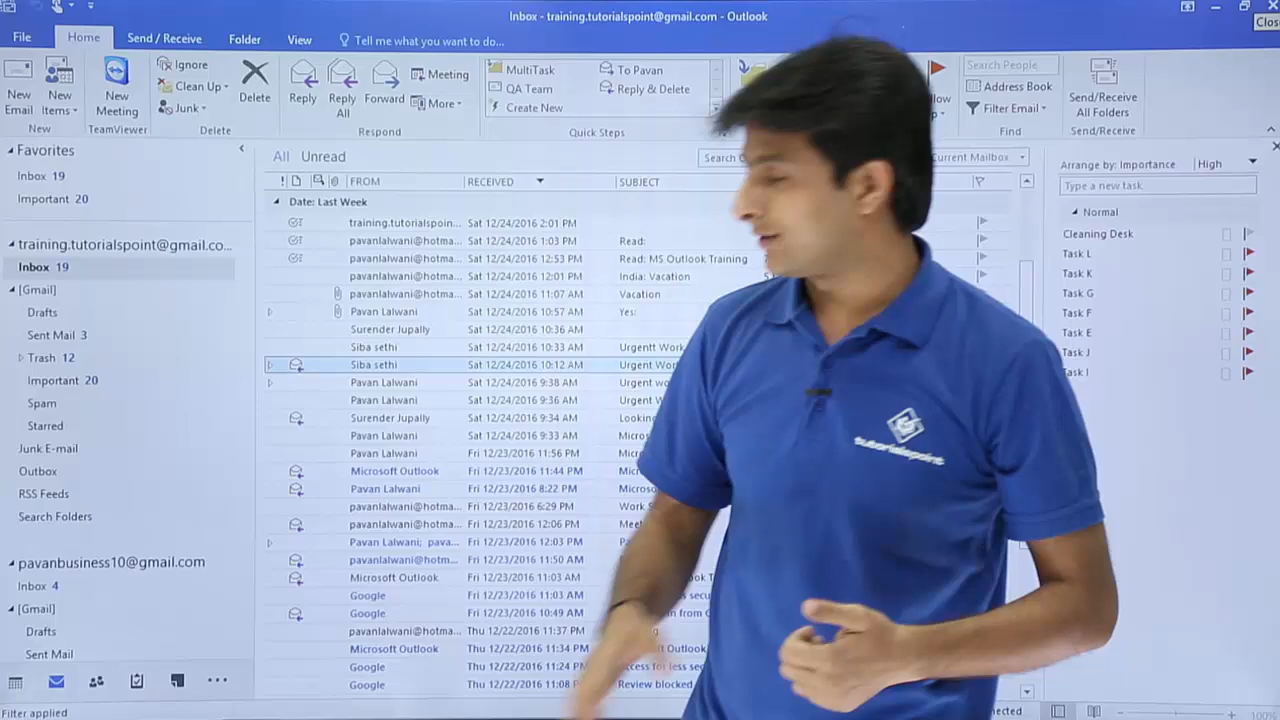 Inbox - training.tutorialspoint@gmail.com - Outlook
Close
File Home Send / Receive Folder View Tell me what you want to do...
New Email
New Items
New Meeting
Ignore
Clean Up
Junk
Delete
Reply
Reply All
Forward
Meeting
More
MultiTask
QA Team
Create New
To Pavan
Reply & Delete
Search People
Address Book
Filter Email
Send/Receive All Folders
New TeamViewer Delete Respond Quick Steps Find Send/Receive
Favorites
Inbox 19
Important 20
training.tutorialspoint@gmail.co...
Inbox 19
[Gmail]
Drafts
Sent Mail 3
Trash 12
Important 20
Spam
Starred
Junk E-mail
Outbox
RSS Feeds
Search Folders
pavanbusiness10@gmail.com
Inbox 4
[Gmail]
Drafts
Sent Mail
Filter applied
All Unread
Search
Current Mailbox
FROM RECEIVED SUBJECT
Date: Last Week
training.tutorialspoin... Sat 12/24/2016 2:01 PM
pavanlalwani@hotma... Sat 12/24/2016 1:03 PM Read:
pavanlalwani@hotma... Sat 12/24/2016 12:53 PM Read: MS Outlook Training
pavanlalwani@hotma... Sat 12/24/2016 12:01 PM India: Vacation
pavanlalwani@hotma... Sat 12/24/2016 11:07 AM Vacation
Pavan Lalwani Sat 12/24/2016 10:57 AM Yes:
Surender Jupally Sat 12/24/2016 10:36 AM
Siba sethi Sat 12/24/2016 10:33 AM Urgentt Work
Siba sethi Sat 12/24/2016 10:12 AM Urgent Wor
Pavan Lalwani Sat 12/24/2016 9:38 AM Urgent wo
Pavan Lalwani Sat 12/24/2016 9:36 AM Urgent Wo
Surender Jupally Sat 12/24/2016 9:34 AM Looking
Pavan Lalwani Sat 12/24/2016 9:33 AM Micros
Pavan Lalwani Fri 12/23/2016 11:56 PM Micro
Microsoft Outlook Fri 12/23/2016 11:44 PM Micro
Pavan Lalwani Fri 12/23/2016 8:22 PM Micros
pavanlalwani@hotma... Fri 12/23/2016 6:29 PM Work S
pavanlalwani@hotma... Fri 12/23/2016 12:06 PM Meet
Pavan Lalwani; pava... Fri 12/23/2016 12:03 PM
pavanlalwani@hotm... Fri 12/23/2016 11:50 AM
Microsoft Outlook Fri 12/23/2016 11:03 AM
Google Fri 12/23/2016 11:03 AM
Google Fri 12/23/2016 10:49 AM
pavanlalwani@hotma... Thu 12/22/2016 11:37 PM
Microsoft Outlook Thu 12/22/2016 11:34 PM
Google Thu 12/22/2016 11:24 PM
Google Thu 12/22/2016 11:08 PM Review blocked
Arrange by: Importance High
Type a new task
Normal
Cleaning Desk
Task L
Task K
Task G
Task F
Task E
Task J
Task I
tutorialspoint
100%